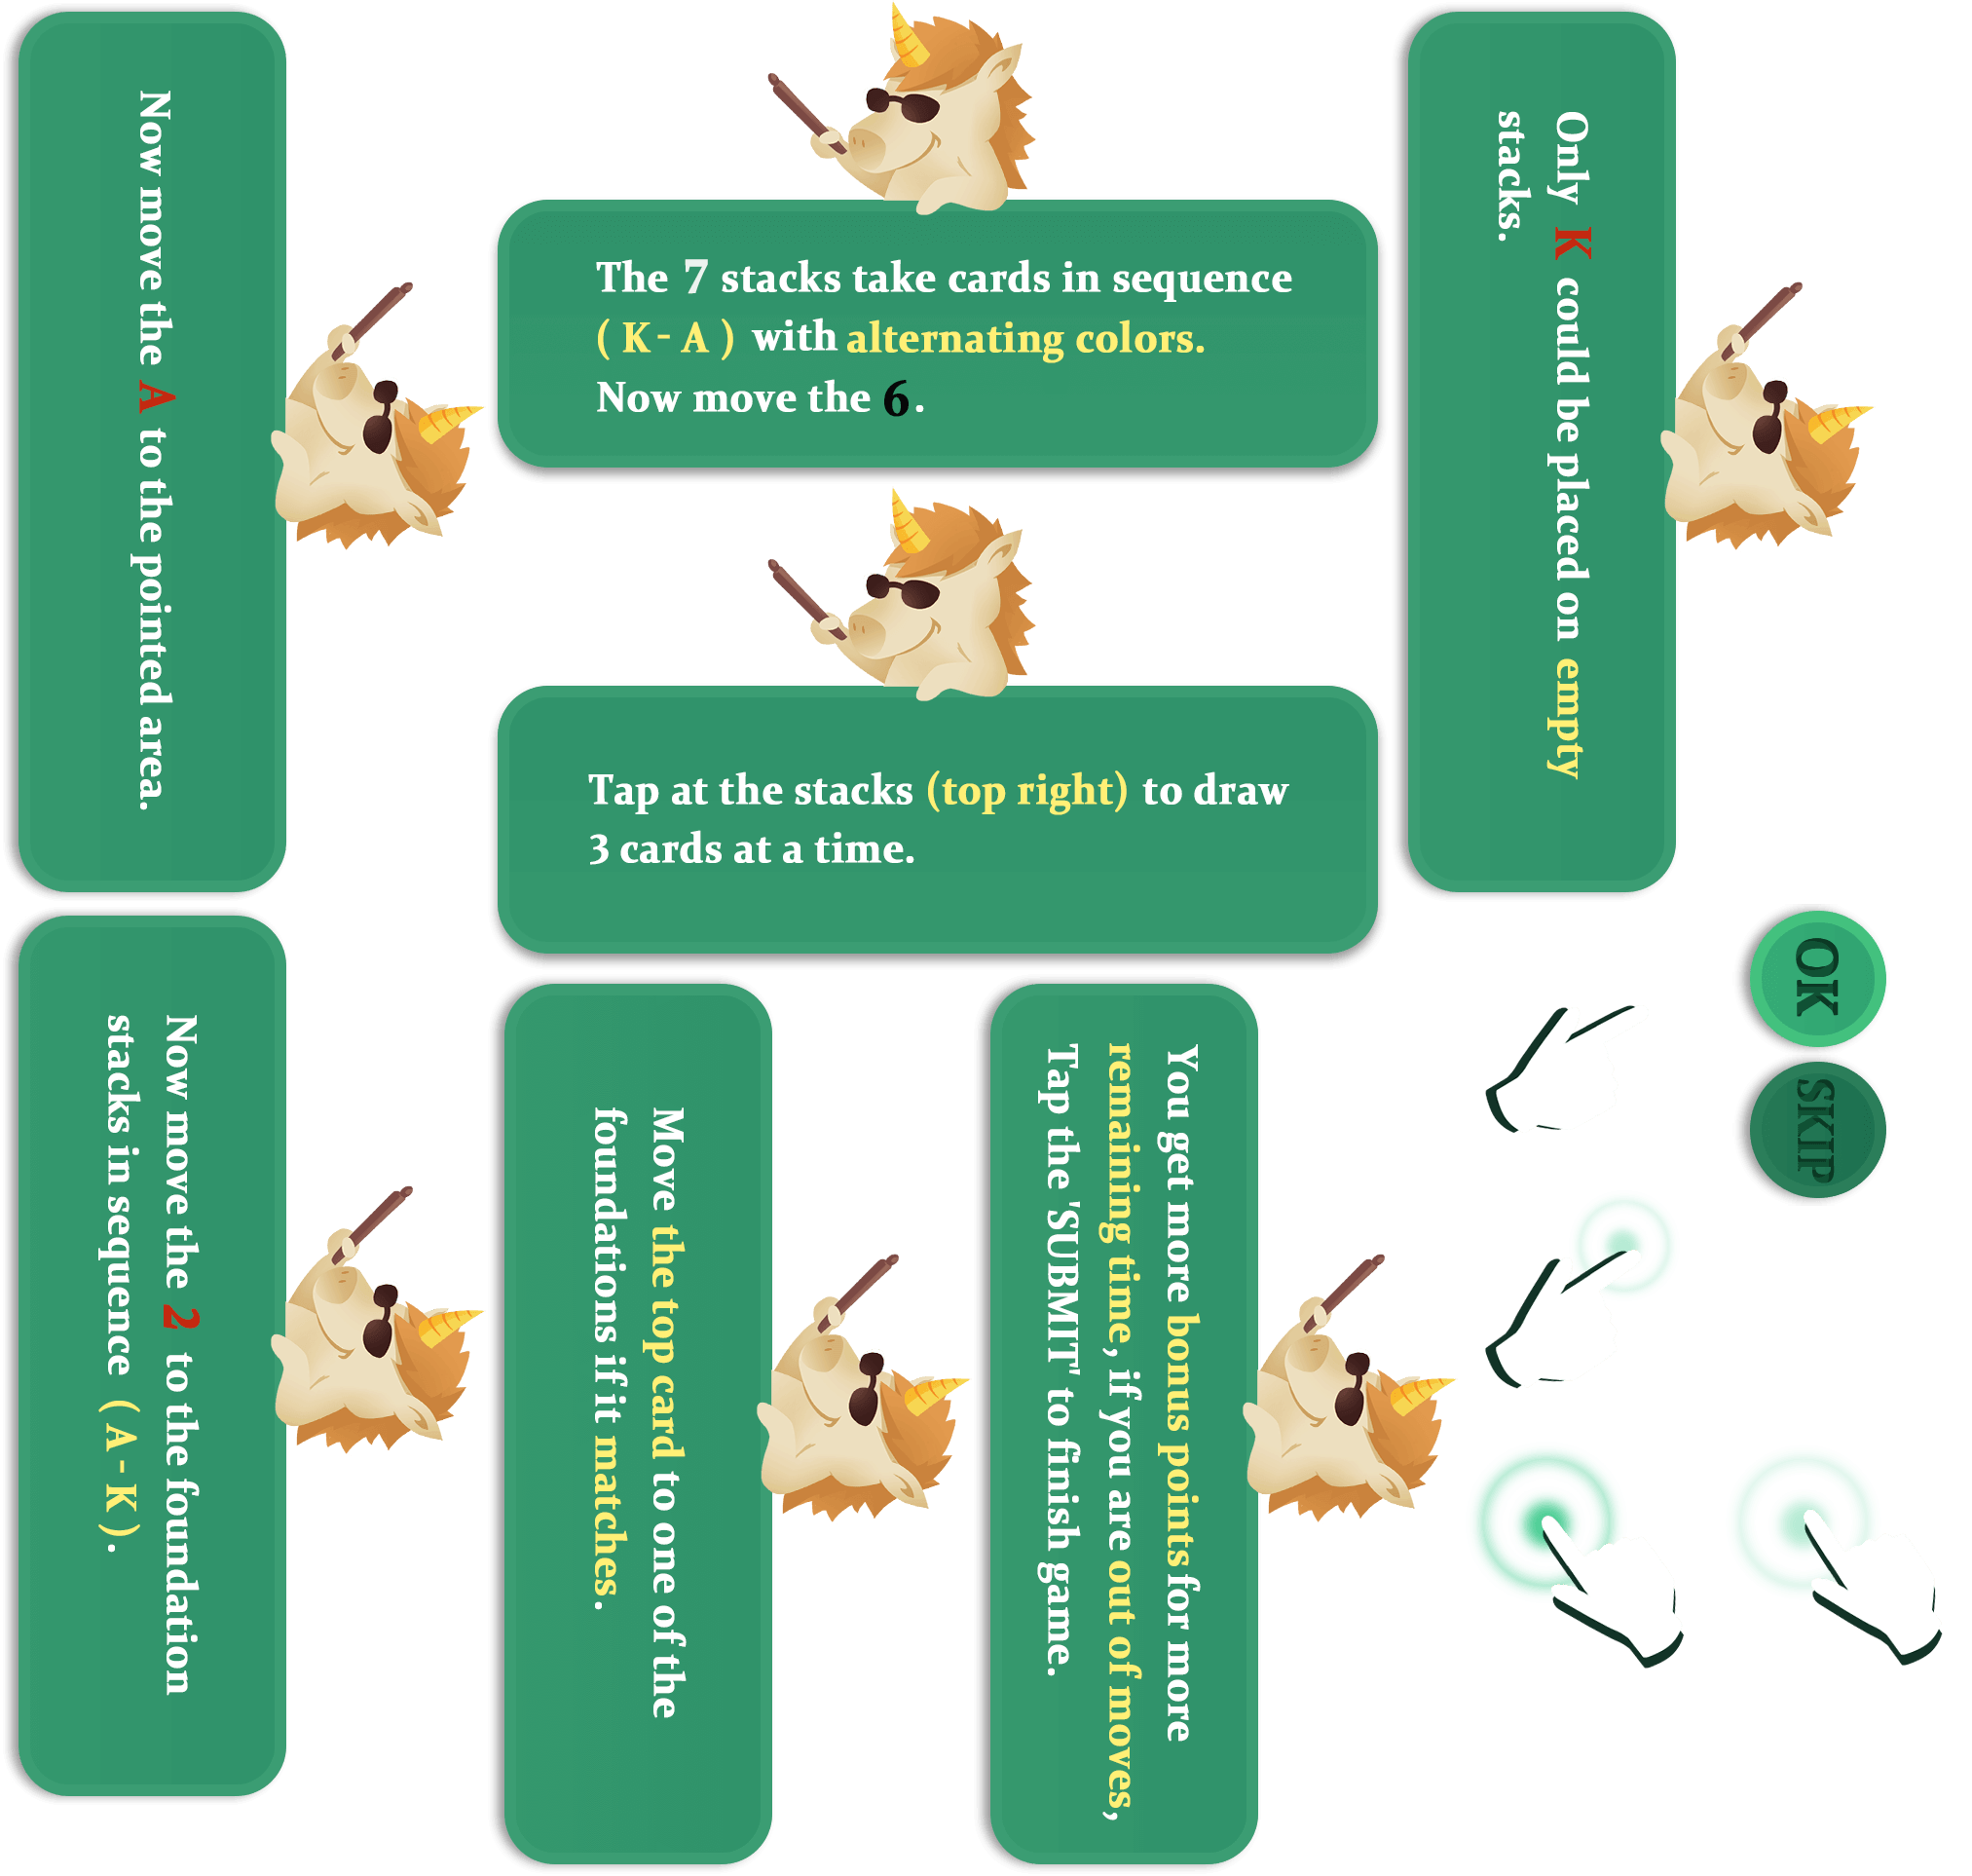 Now move the A to the pointed area.
The 7 stacks take cards in sequence
( K - A ) with alternating colors.
Now move the 6.
Only K could be placed on empty
stacks.
Tap at the stacks (top right) to draw
3 cards at a time.
Now move the 2 to the foundation
stacks in sequence ( A - K ).
Move the top card to one of the
foundations if it matches.
You get more bonus points for more
remaining time, if you are out of moves,
Tap the 'SUBMIT' to finish game.
OK
SKIP